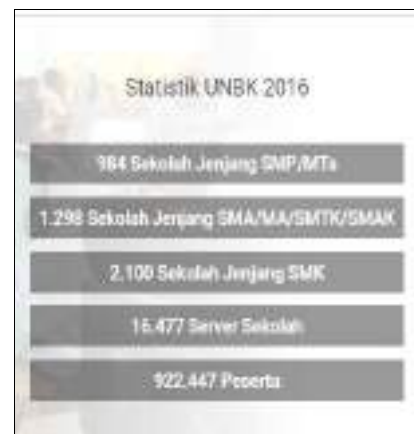 Statistik UNBK 2016
984 Sekolah Jenjang SMP/MTs
1.298 Sekolah Jenjang SMA/MA/SMTK/SMAK
2.100 Sekolah Jenjang SMK
16.477 Server Sekolah
922.447 Peserta